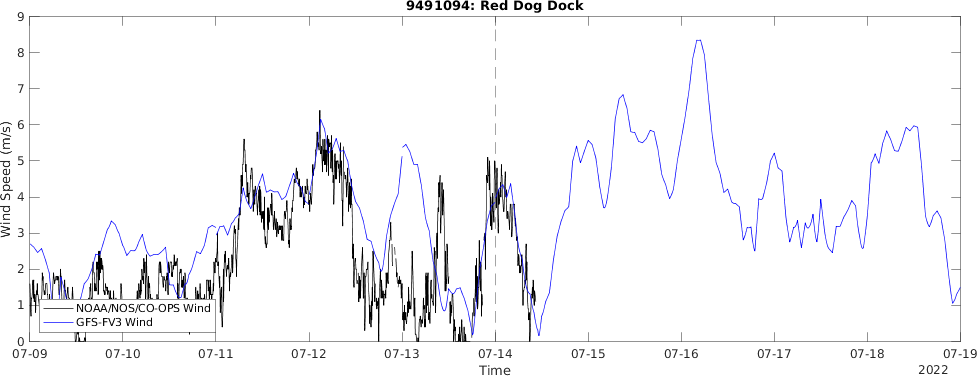 9491094: Red Dog Dock
9
8
7
6
5
4
3
2
1
0
Wind Speed (m/s)
NOAA/NOS/CO-OPS Wind
GFS-FV3 Wind
07-09 07-10 07-11 07-12 07-13 07-14 07-15 07-16 07-17 07-18 07-19
Time
2022